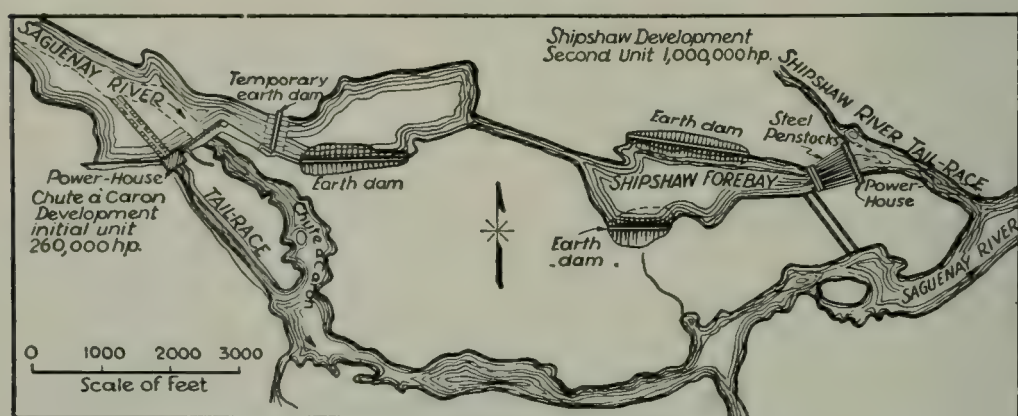 SAGUENAY RIVER
Temporary
earth dam
Shipshaw Development
Second Unit 1,000,000 hp.
SHIPSHAW RIVER TAIL-RACE
Steel
Penstocks
Earth dam
Earth dam
Power-House
Chute à Caron
Development
initial unit
260,000 hp.
TAIL-RACE
Chute à Caron
SHIPSHAW FOREBAY
Power-
House
Earth
dam.
SAGUENAY RIVER
0 1000 2000 3000
Scale of Feet